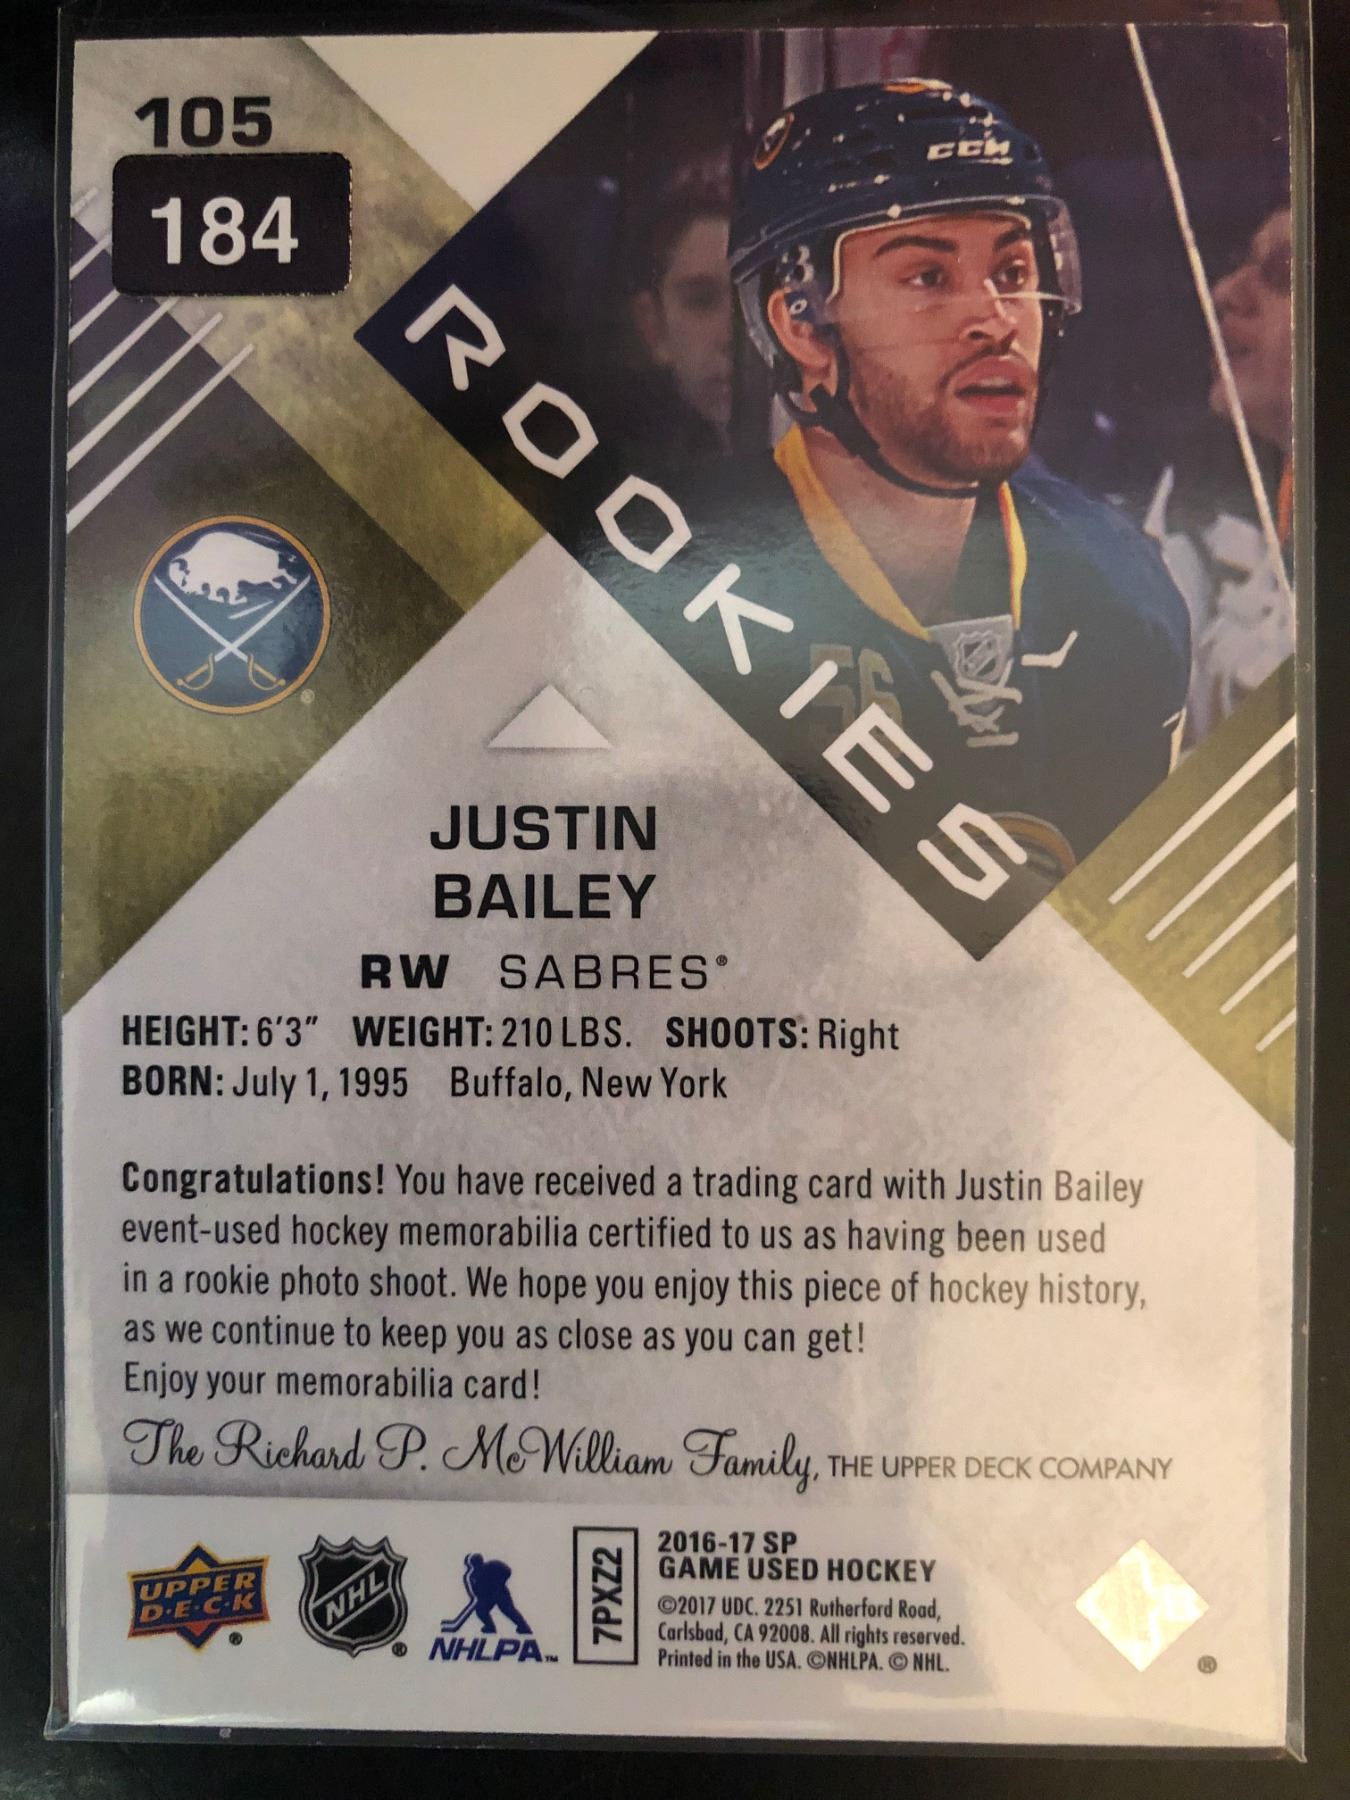 105
184
CCM
ROOKIES
56
JUSTIN
BAILEY
RW SABRES®
HEIGHT: 6'3" WEIGHT: 210 LBS. SHOOTS: Right
BORN: July 1, 1995 Buffalo, New York
Congratulations! You have received a trading card with Justin Bailey
event-used hockey memorabilia certified to us as having been used
in a rookie photo shoot. We hope you enjoy this piece of hockey history,
as we continue to keep you as close as you can get!
Enjoy your memorabilia card!
The Richard P. McWilliam Family, THE UPPER DECK COMPANY
UPPER
D·E·C·K
®
NHL
®
NHLPA™
7PXZ2
2016-17 SP
GAME USED HOCKEY
©2017 UDC. 2251 Rutherford Road,
Carlsbad, CA 92008. All rights reserved.
Printed in the USA. ©NHLPA. © NHL.
®